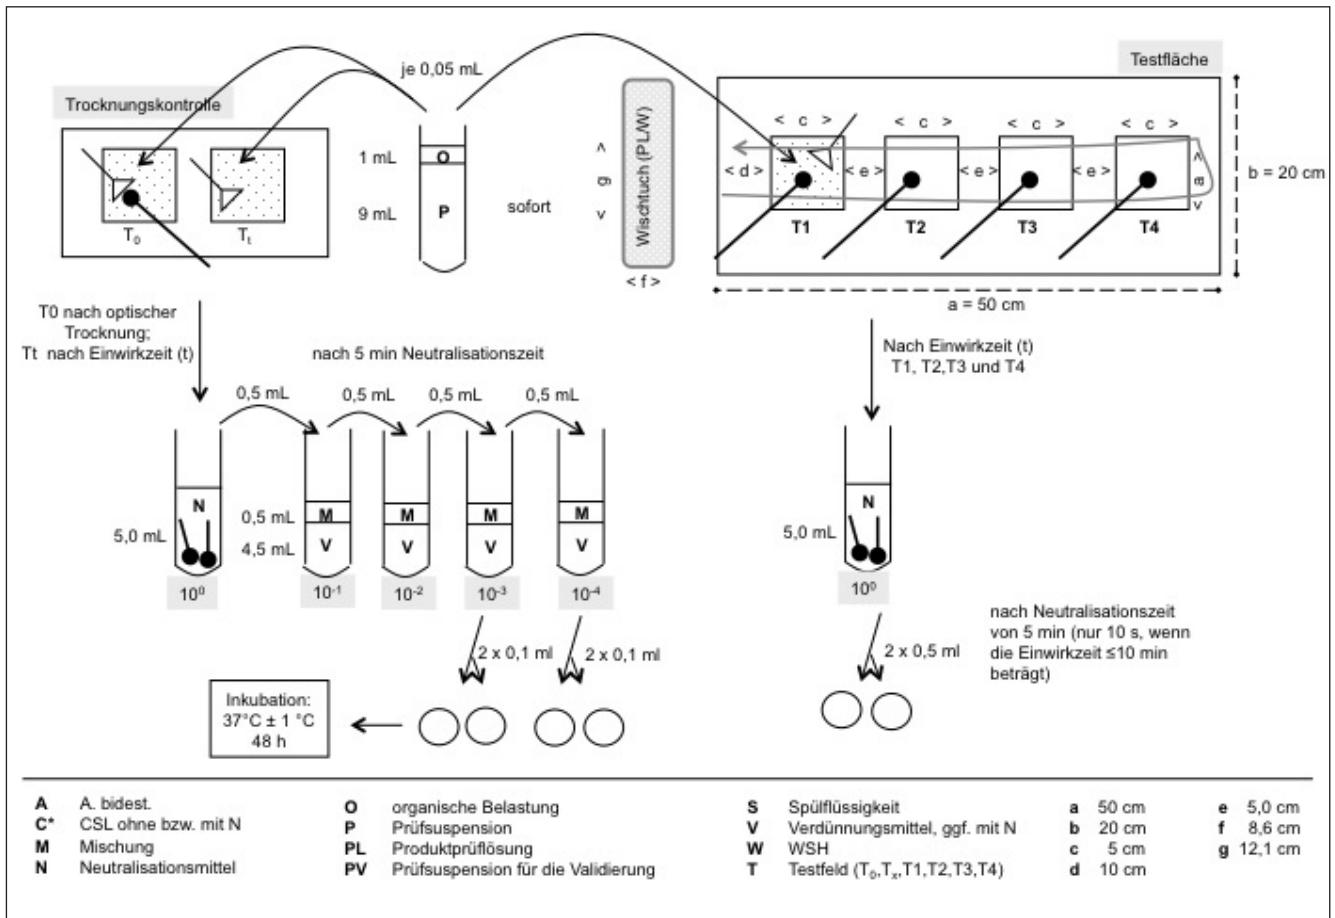 je 0,05 mL
Testfläche
Trocknungskontrolle
< c > < c > < c > < c >
1 mL O
9 mL P
sofort
< g >
Wischtuch (PL/W)
< f >
< d > < e > < e > < e > < a >
b = 20 cm
T0 Tt
T1 T2 T3 T4
a = 50 cm
T0 nach optischer
Trocknung;
Tt nach Einwirkzeit (t)
nach 5 min Neutralisationszeit
Nach Einwirkzeit (t)
T1, T2,T3 und T4
0,5 mL 0,5 mL 0,5 mL 0,5 mL
N
5,0 mL
0,5 mL M M M M
4,5 mL V V V V
N
5,0 mL
10⁰ 10⁻¹ 10⁻² 10⁻³ 10⁻⁴
10⁰
2 x 0,1 ml 2 x 0,1 ml
2 x 0,5 ml
nach Neutralisationszeit
von 5 min (nur 10 s, wenn
die Einwirkzeit ≤10 min
beträgt)
Inkubation:
37°C ± 1 °C
48 h
A A. bidest.
C* CSL ohne bzw. mit N
M Mischung
N Neutralisationsmittel
O organische Belastung
P Prüfsuspension
PL Produktprüflösung
PV Prüfsuspension für die Validierung
S Spülflüssigkeit
V Verdünnungsmittel, ggf. mit N
W WSH
T Testfeld (T0,Tx,T1,T2,T3,T4)
a 50 cm
b 20 cm
c 5 cm
d 10 cm
e 5,0 cm
f 8,6 cm
g 12,1 cm